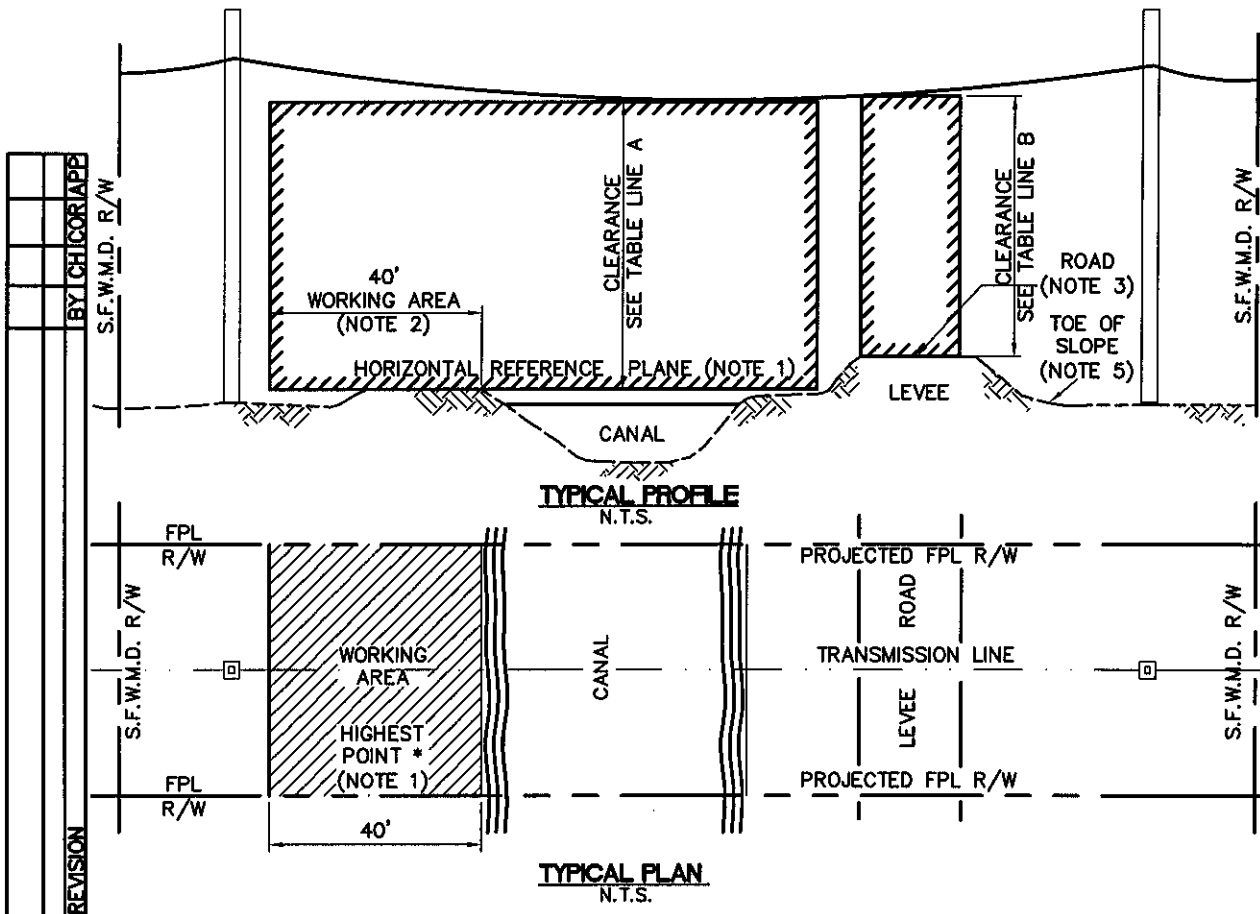 S.F.W.M.D. R/W
CLEARANCE
SEE TABLE LINE A
CLEARANCE
SEE TABLE LINE B
S.F.W.M.D. R/W
40'
WORKING AREA
(NOTE 2)
ROAD
(NOTE 3)
TOE OF
SLOPE
(NOTE 5)
HORIZONTAL REFERENCE PLANE (NOTE 1)
LEVEE
CANAL
TYPICAL PROFILE
N.T.S.
FPL
R/W
PROJECTED FPL R/W
S.F.W.M.D. R/W
WORKING
AREA
CANAL
LEVEE ROAD
TRANSMISSION LINE
S.F.W.M.D. R/W
HIGHEST
POINT *
(NOTE 1)
FPL
R/W
PROJECTED FPL R/W
40'
TYPICAL PLAN
N.T.S.
REVISION BY CH COR APP